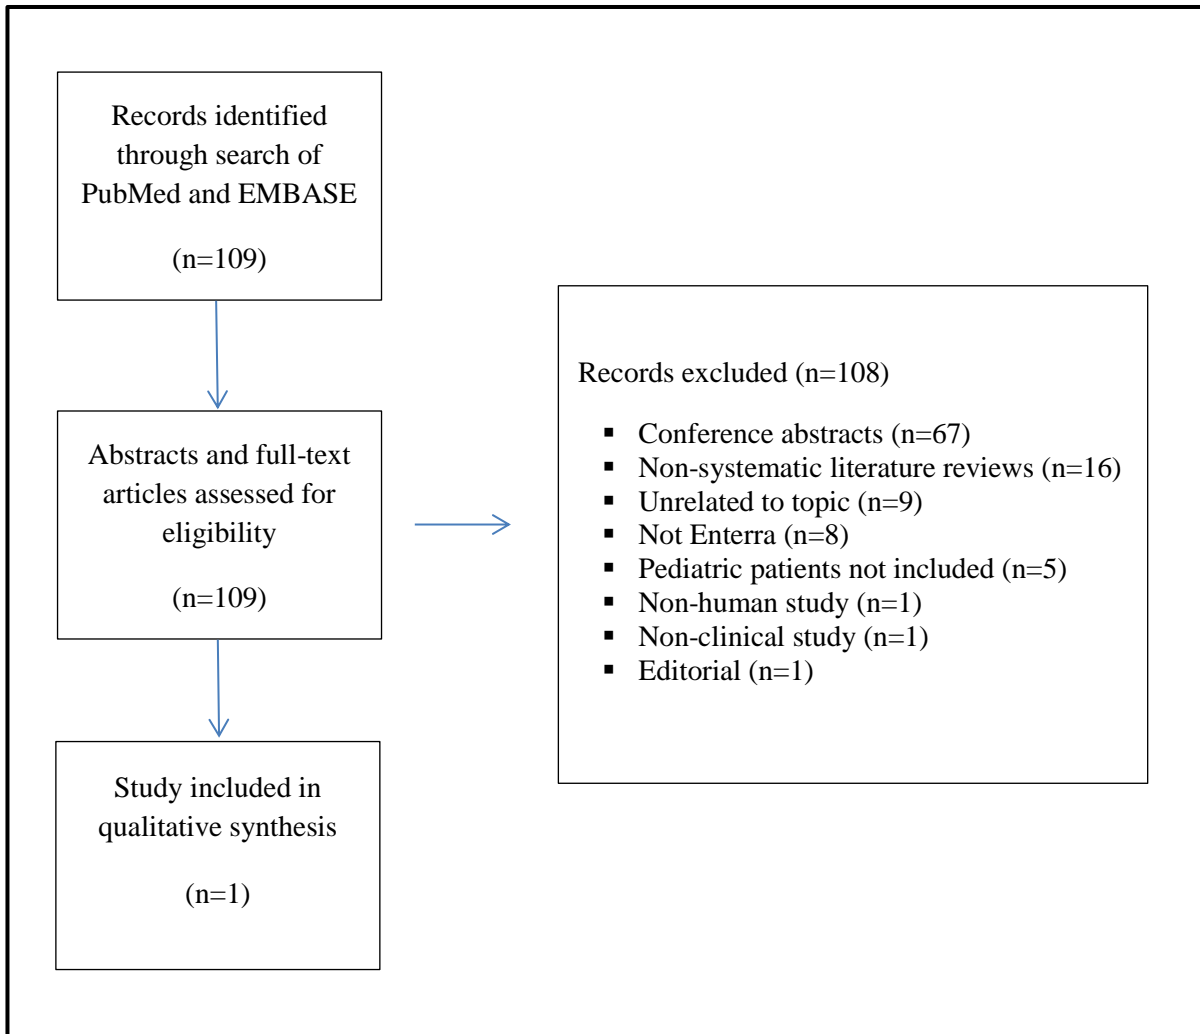 Records identified
through search of
PubMed and EMBASE
(n=109)
Abstracts and full-text
articles assessed for
eligibility
(n=109)
Study included in
qualitative synthesis
(n=1)
Records excluded (n=108)
▪ Conference abstracts (n=67)
▪ Non-systematic literature reviews (n=16)
▪ Unrelated to topic (n=9)
▪ Not Enterra (n=8)
▪ Pediatric patients not included (n=5)
▪ Non-human study (n=1)
▪ Non-clinical study (n=1)
▪ Editorial (n=1)